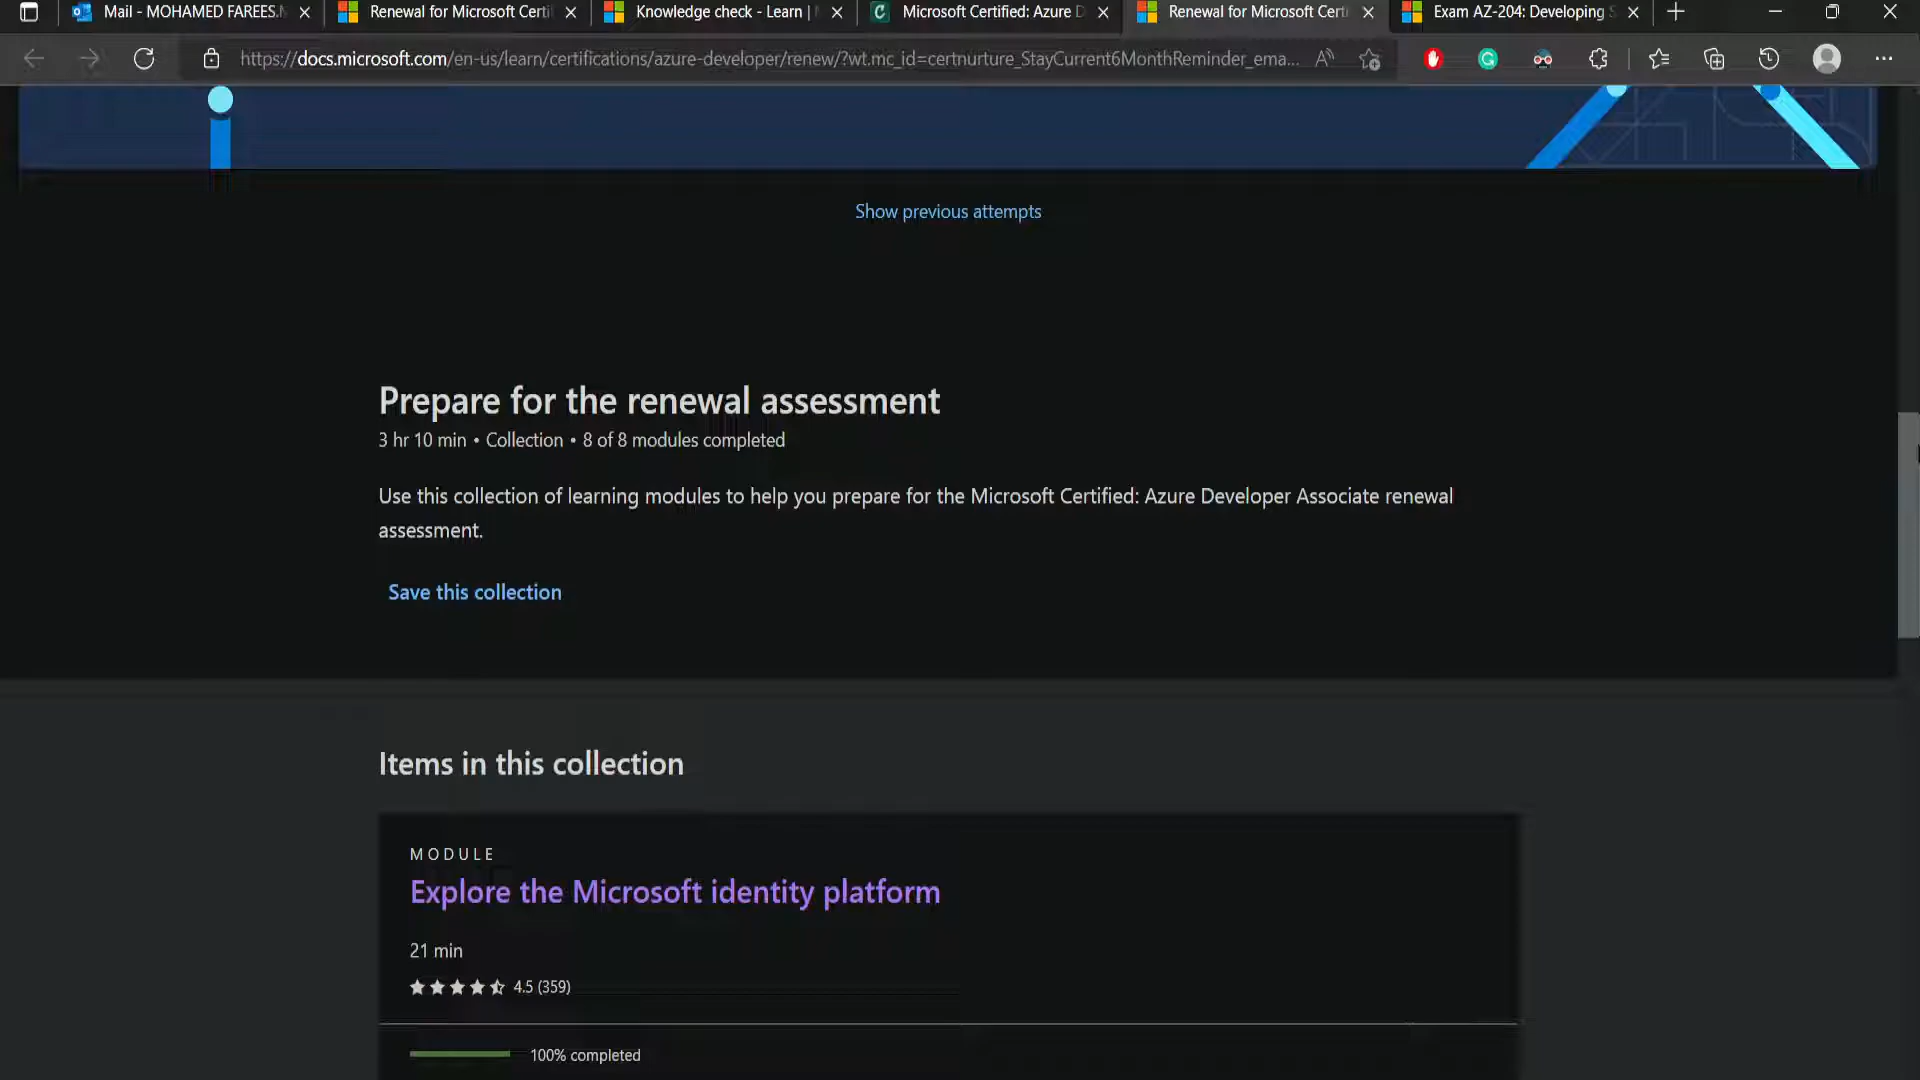 Mail - MOHAMED FAREES.
Renewal for Microsoft Certi
Knowledge check - Learn |
Microsoft Certified: Azure D
Renewal for Microsoft Certi
Exam AZ-204: Developing S
https://docs.microsoft.com/en-us/learn/certifications/azure-developer/renew/?wt.mc_id=certnurture_StayCurrent6MonthReminder_ema...
Show previous attempts
Prepare for the renewal assessment
3 hr 10 min • Collection • 8 of 8 modules completed
Use this collection of learning modules to help you prepare for the Microsoft Certified: Azure Developer Associate renewal
assessment.
Save this collection
Items in this collection
MODULE
Explore the Microsoft identity platform
21 min
4.5 (359)
100% completed